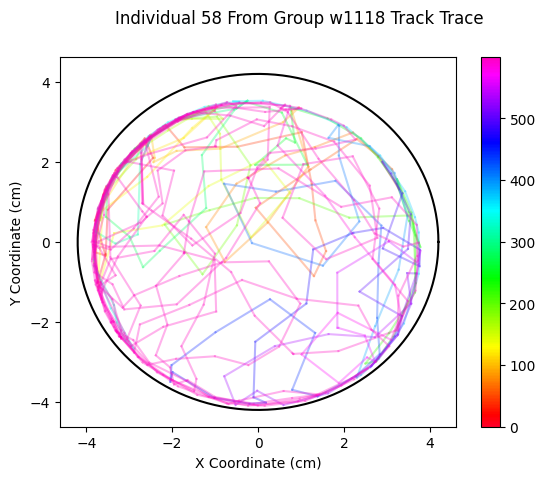 Individual 58 From Group w1118 Track Trace
Y Coordinate (cm)
4
2
0
−2
−4
−4 −2 0 2 4
X Coordinate (cm)
500
400
300
200
100
0